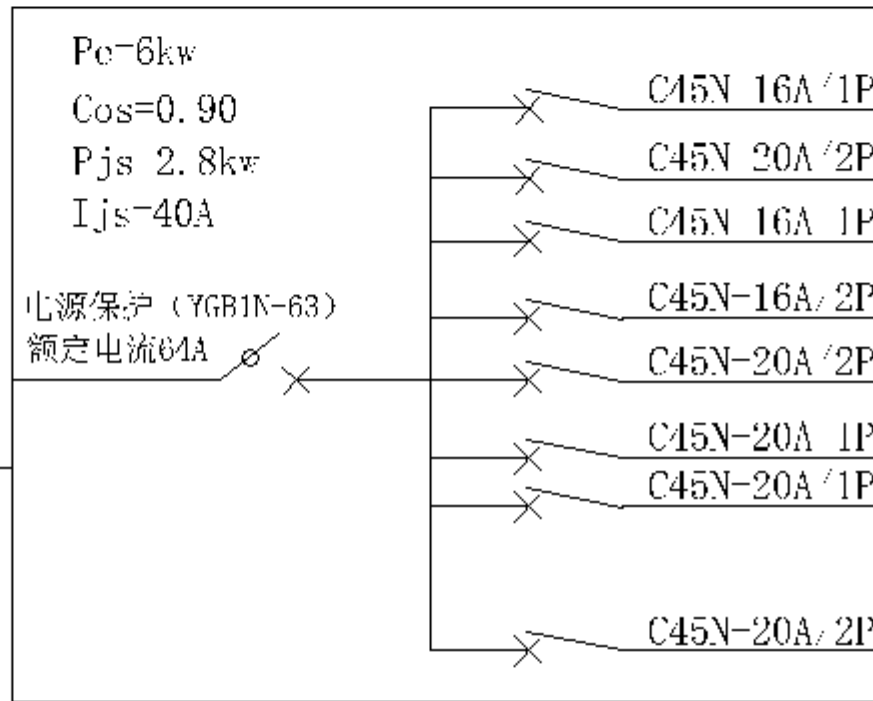 Pe=6kw
Cos=0.90
Pjs 2.8kw
Ijs=40A
电源保护（YGB1N-63）
额定电流64A
C45N 16A/1P
C45N 20A/2P
C45N 16A 1P
C45N-16A/2P
C45N-20A/2P
C45N-20A 1P
C45N-20A/1P
C45N-20A/2P